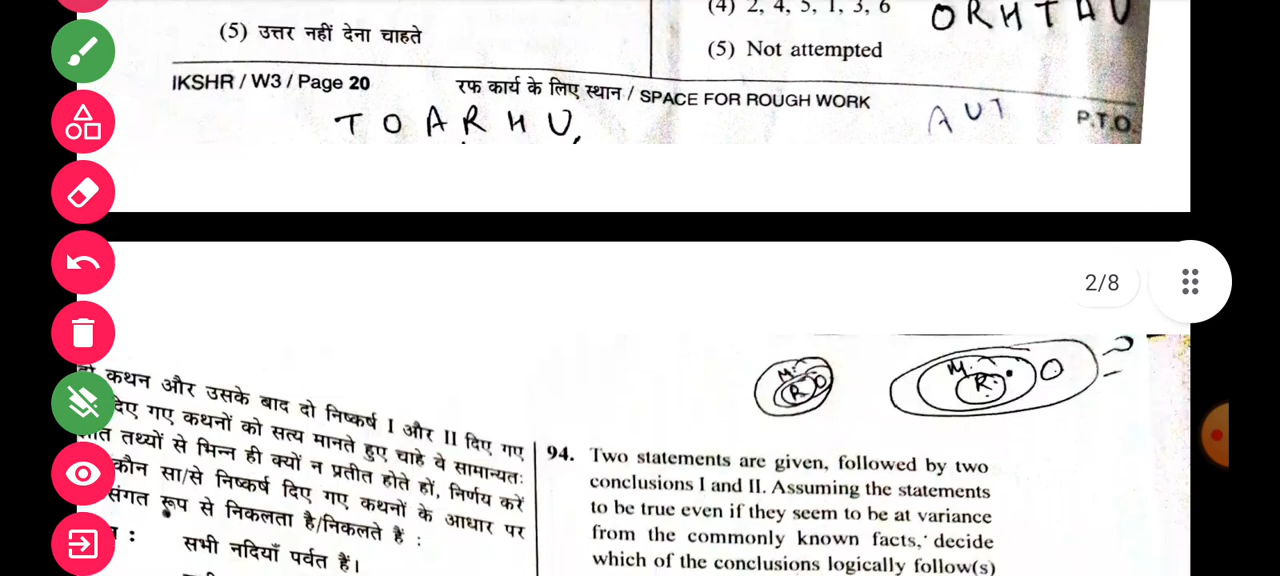 (5) उत्तर नहीं देना चाहते
(4) 2, 4, 5, 1, 3, 6
(5) Not attempted
O R H T A U
IKSHR / W3 / Page 20
रफ कार्य के लिए स्थान / SPACE FOR ROUGH WORK
P.T.O.
T O A R H U,
A U T
2/8
M R O
M R O ?
कथन और उसके बाद दो निष्कर्ष I और II दिए गए
दिए गए कथनों को सत्य मानते हुए चाहे वे सामान्यतः
तथ्यों से भिन्न ही क्यों न प्रतीत होते हों, निर्णय करें
कौन सा/से निष्कर्ष दिए गए कथनों के आधार पर
संगत रूप से निकलता है/निकलते हैं :
: सभी नदियाँ पर्वत हैं।
94. Two statements are given, followed by two
conclusions I and II. Assuming the statements
to be true even if they seem to be at variance
from the commonly known facts, decide
which of the conclusions logically follow(s)